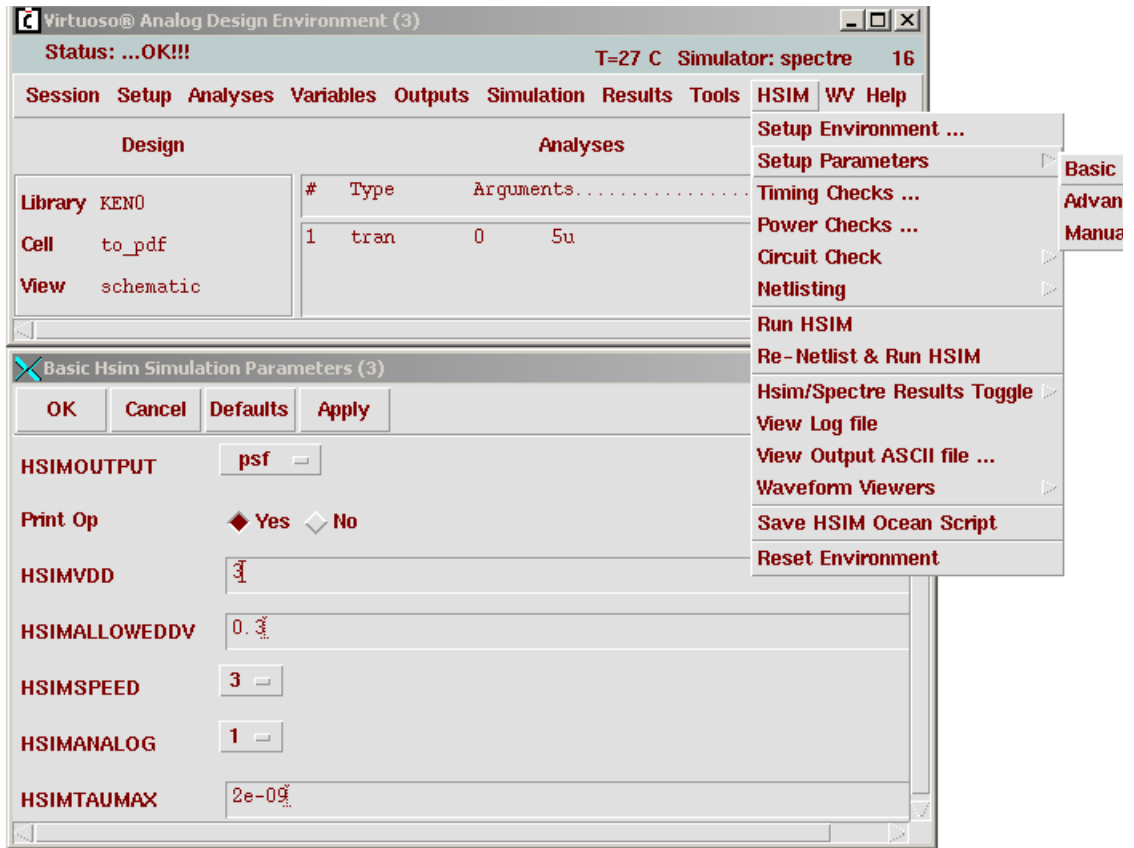 Virtuoso® Analog Design Environment (3)
Status: ...OK!!!
T=27 C Simulator: spectre 16
Session Setup Analyses Variables Outputs Simulation Results Tools HSIM WV Help
Design
Analyses
Library KEN0
Cell to_pdf
View schematic
# Type Arguments................
1 tran 0 5u
Setup Environment ...
Setup Parameters
Timing Checks ...
Power Checks ...
Circuit Check
Netlisting
Run HSIM
Re-Netlist & Run HSIM
Hsim/Spectre Results Toggle
View Log file
View Output ASCII file ...
Waveform Viewers
Save HSIM Ocean Script
Reset Environment
Basic
Advan
Manua
Basic Hsim Simulation Parameters (3)
OK Cancel Defaults Apply
HSIMOUTPUT psf
Print Op Yes No
HSIMVDD 3
HSIMALLOWEDDV 0.3
HSIMSPEED 3
HSIMANALOG 1
HSIMTAUMAX 2e-09